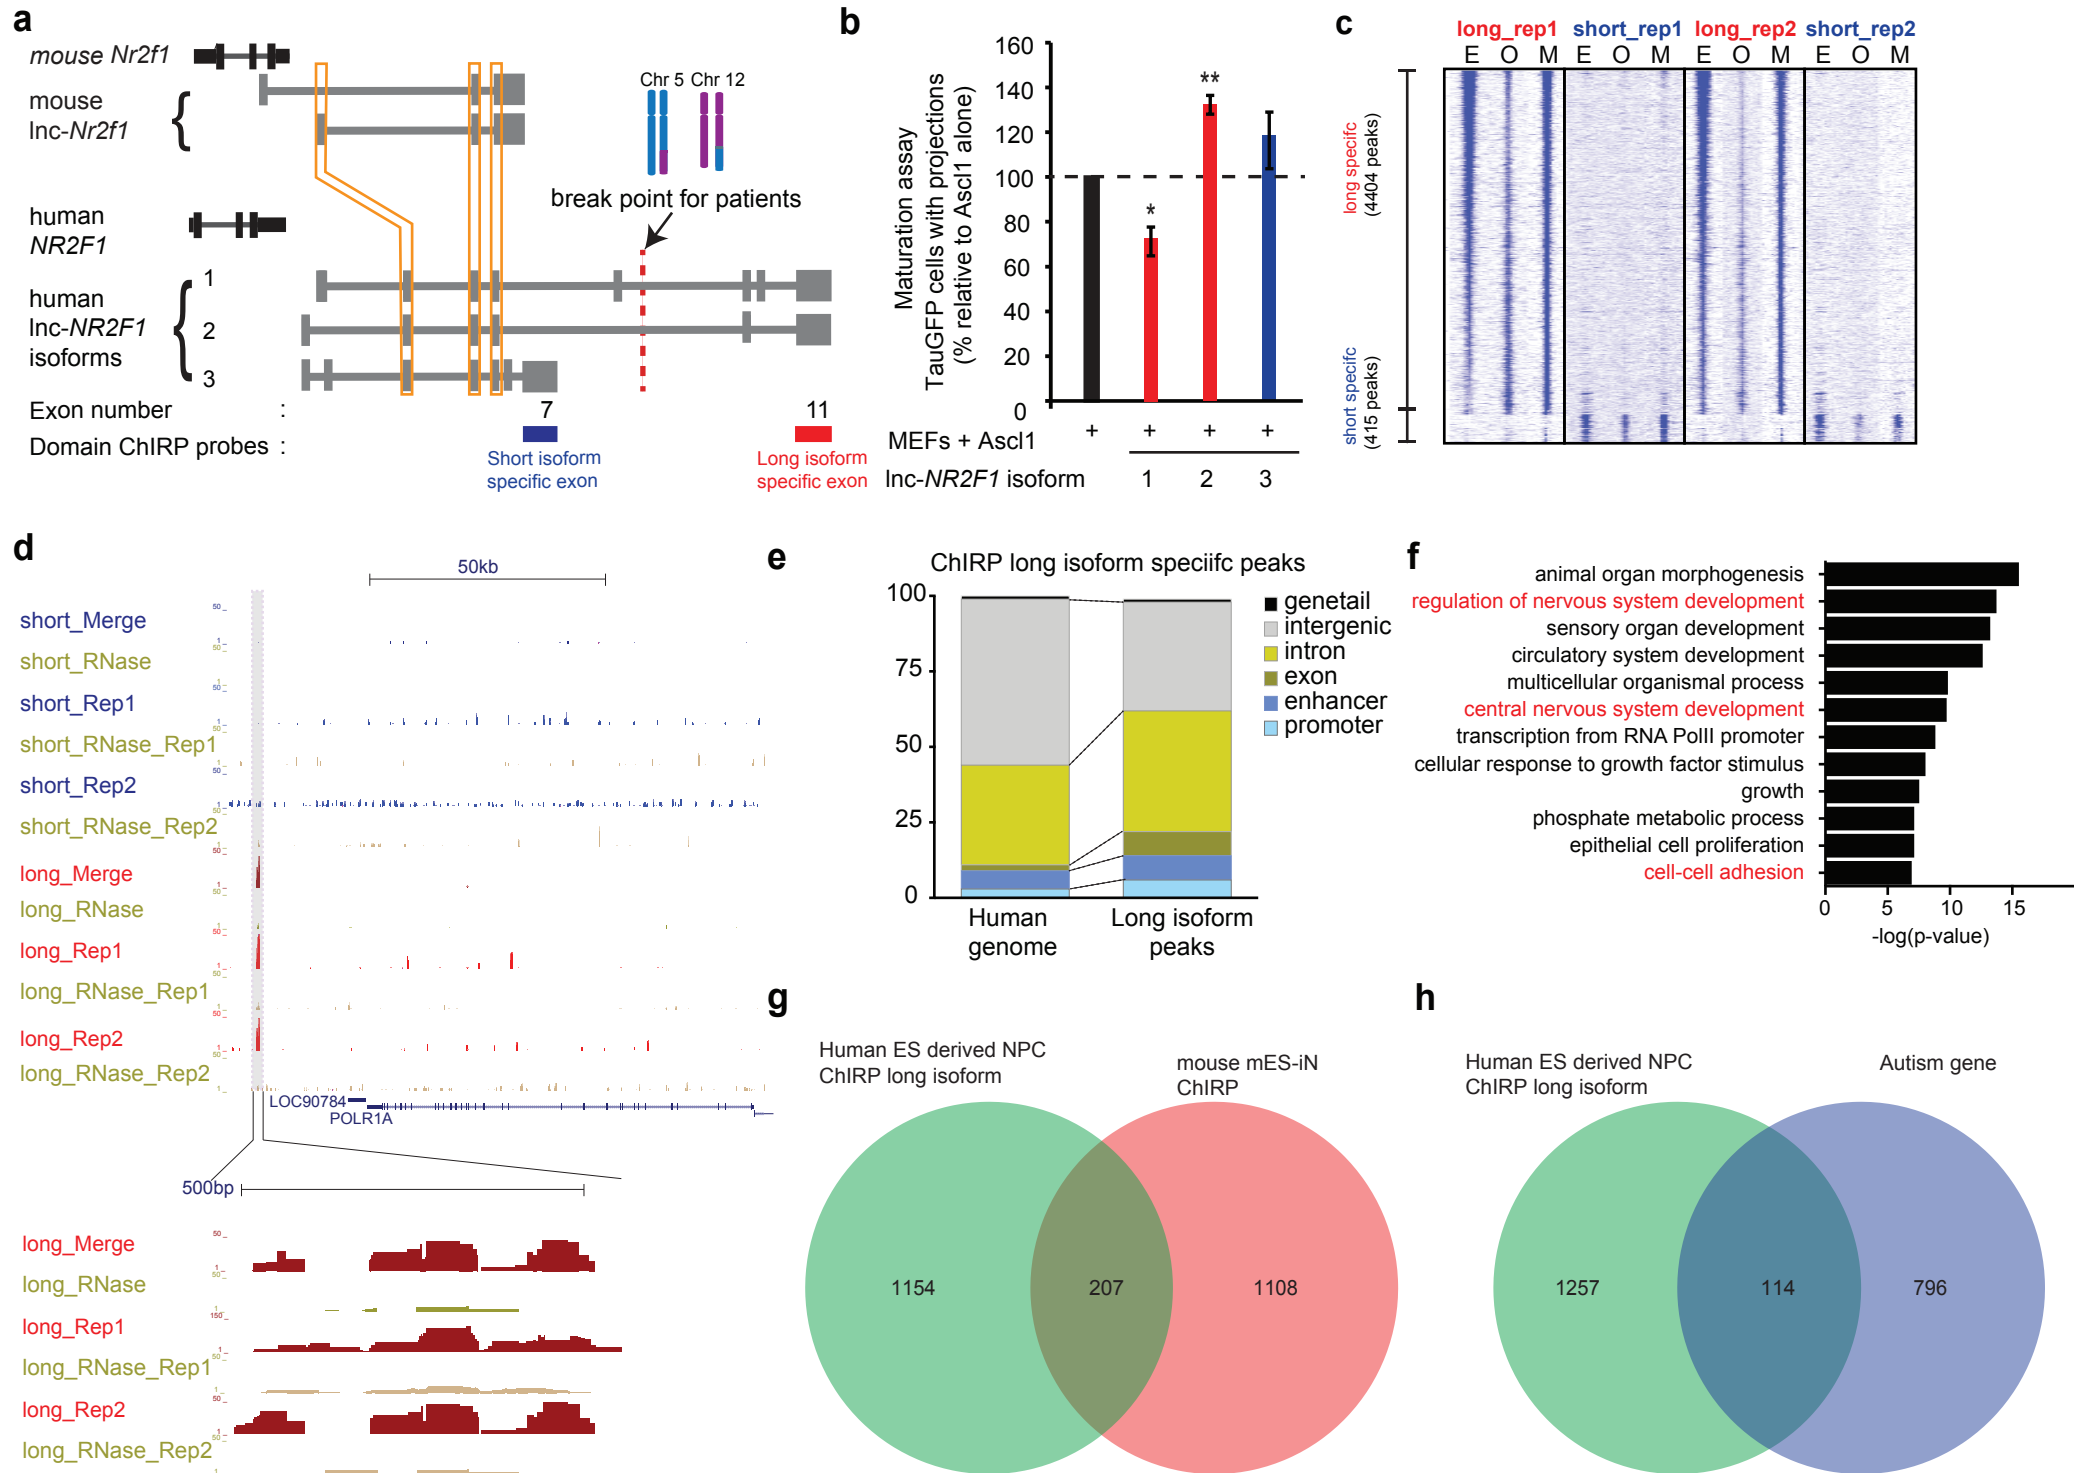 a
mouse Nr2f1
mouse
lnc-Nr2f1
{
Chr 5 Chr 12
break point for patients
human
NR2F1
human
lnc-NR2F1
isoforms
{
1
2
3
Exon number :
7
11
Domain ChIRP probes :
Short isoform
specific exon
Long isoform
specific exon
b
Maturation assay
TauGFP cells with projections
(% relative to Ascl1 alone)
160
140
120
100
80
60
40
20
0
*
**
MEFs + Ascl1
+ + + +
lnc-NR2F1 isoform 1 2 3
c
long_rep1 short_rep1 long_rep2 short_rep2
E O M E O M E O M E O M
long specifc
(4404 peaks)
short specifc
(415 peaks)
d
50kb
short_Merge
short_RNase
short_Rep1
short_RNase_Rep1
short_Rep2
short_RNase_Rep2
long_Merge
long_RNase
long_Rep1
long_RNase_Rep1
long_Rep2
long_RNase_Rep2
LOC90784
POLR1A
500bp
long_Merge
long_RNase
long_Rep1
long_RNase_Rep1
long_Rep2
long_RNase_Rep2
e
ChIRP long isoform speciifc peaks
100
75
50
25
0
Human
genome
Long isoform
peaks
genetail
intergenic
intron
exon
enhancer
promoter
f
animal organ morphogenesis
regulation of nervous system development
sensory organ development
circulatory system development
multicellular organismal process
central nervous system development
transcription from RNA PolII promoter
cellular response to growth factor stimulus
growth
phosphate metabolic process
epithelial cell proliferation
cell-cell adhesion
0 5 10 15
-log(p-value)
g
Human ES derived NPC
ChIRP long isoform
mouse mES-iN
ChIRP
1154
207
1108
h
Human ES derived NPC
ChIRP long isoform
Autism gene
1257
114
796